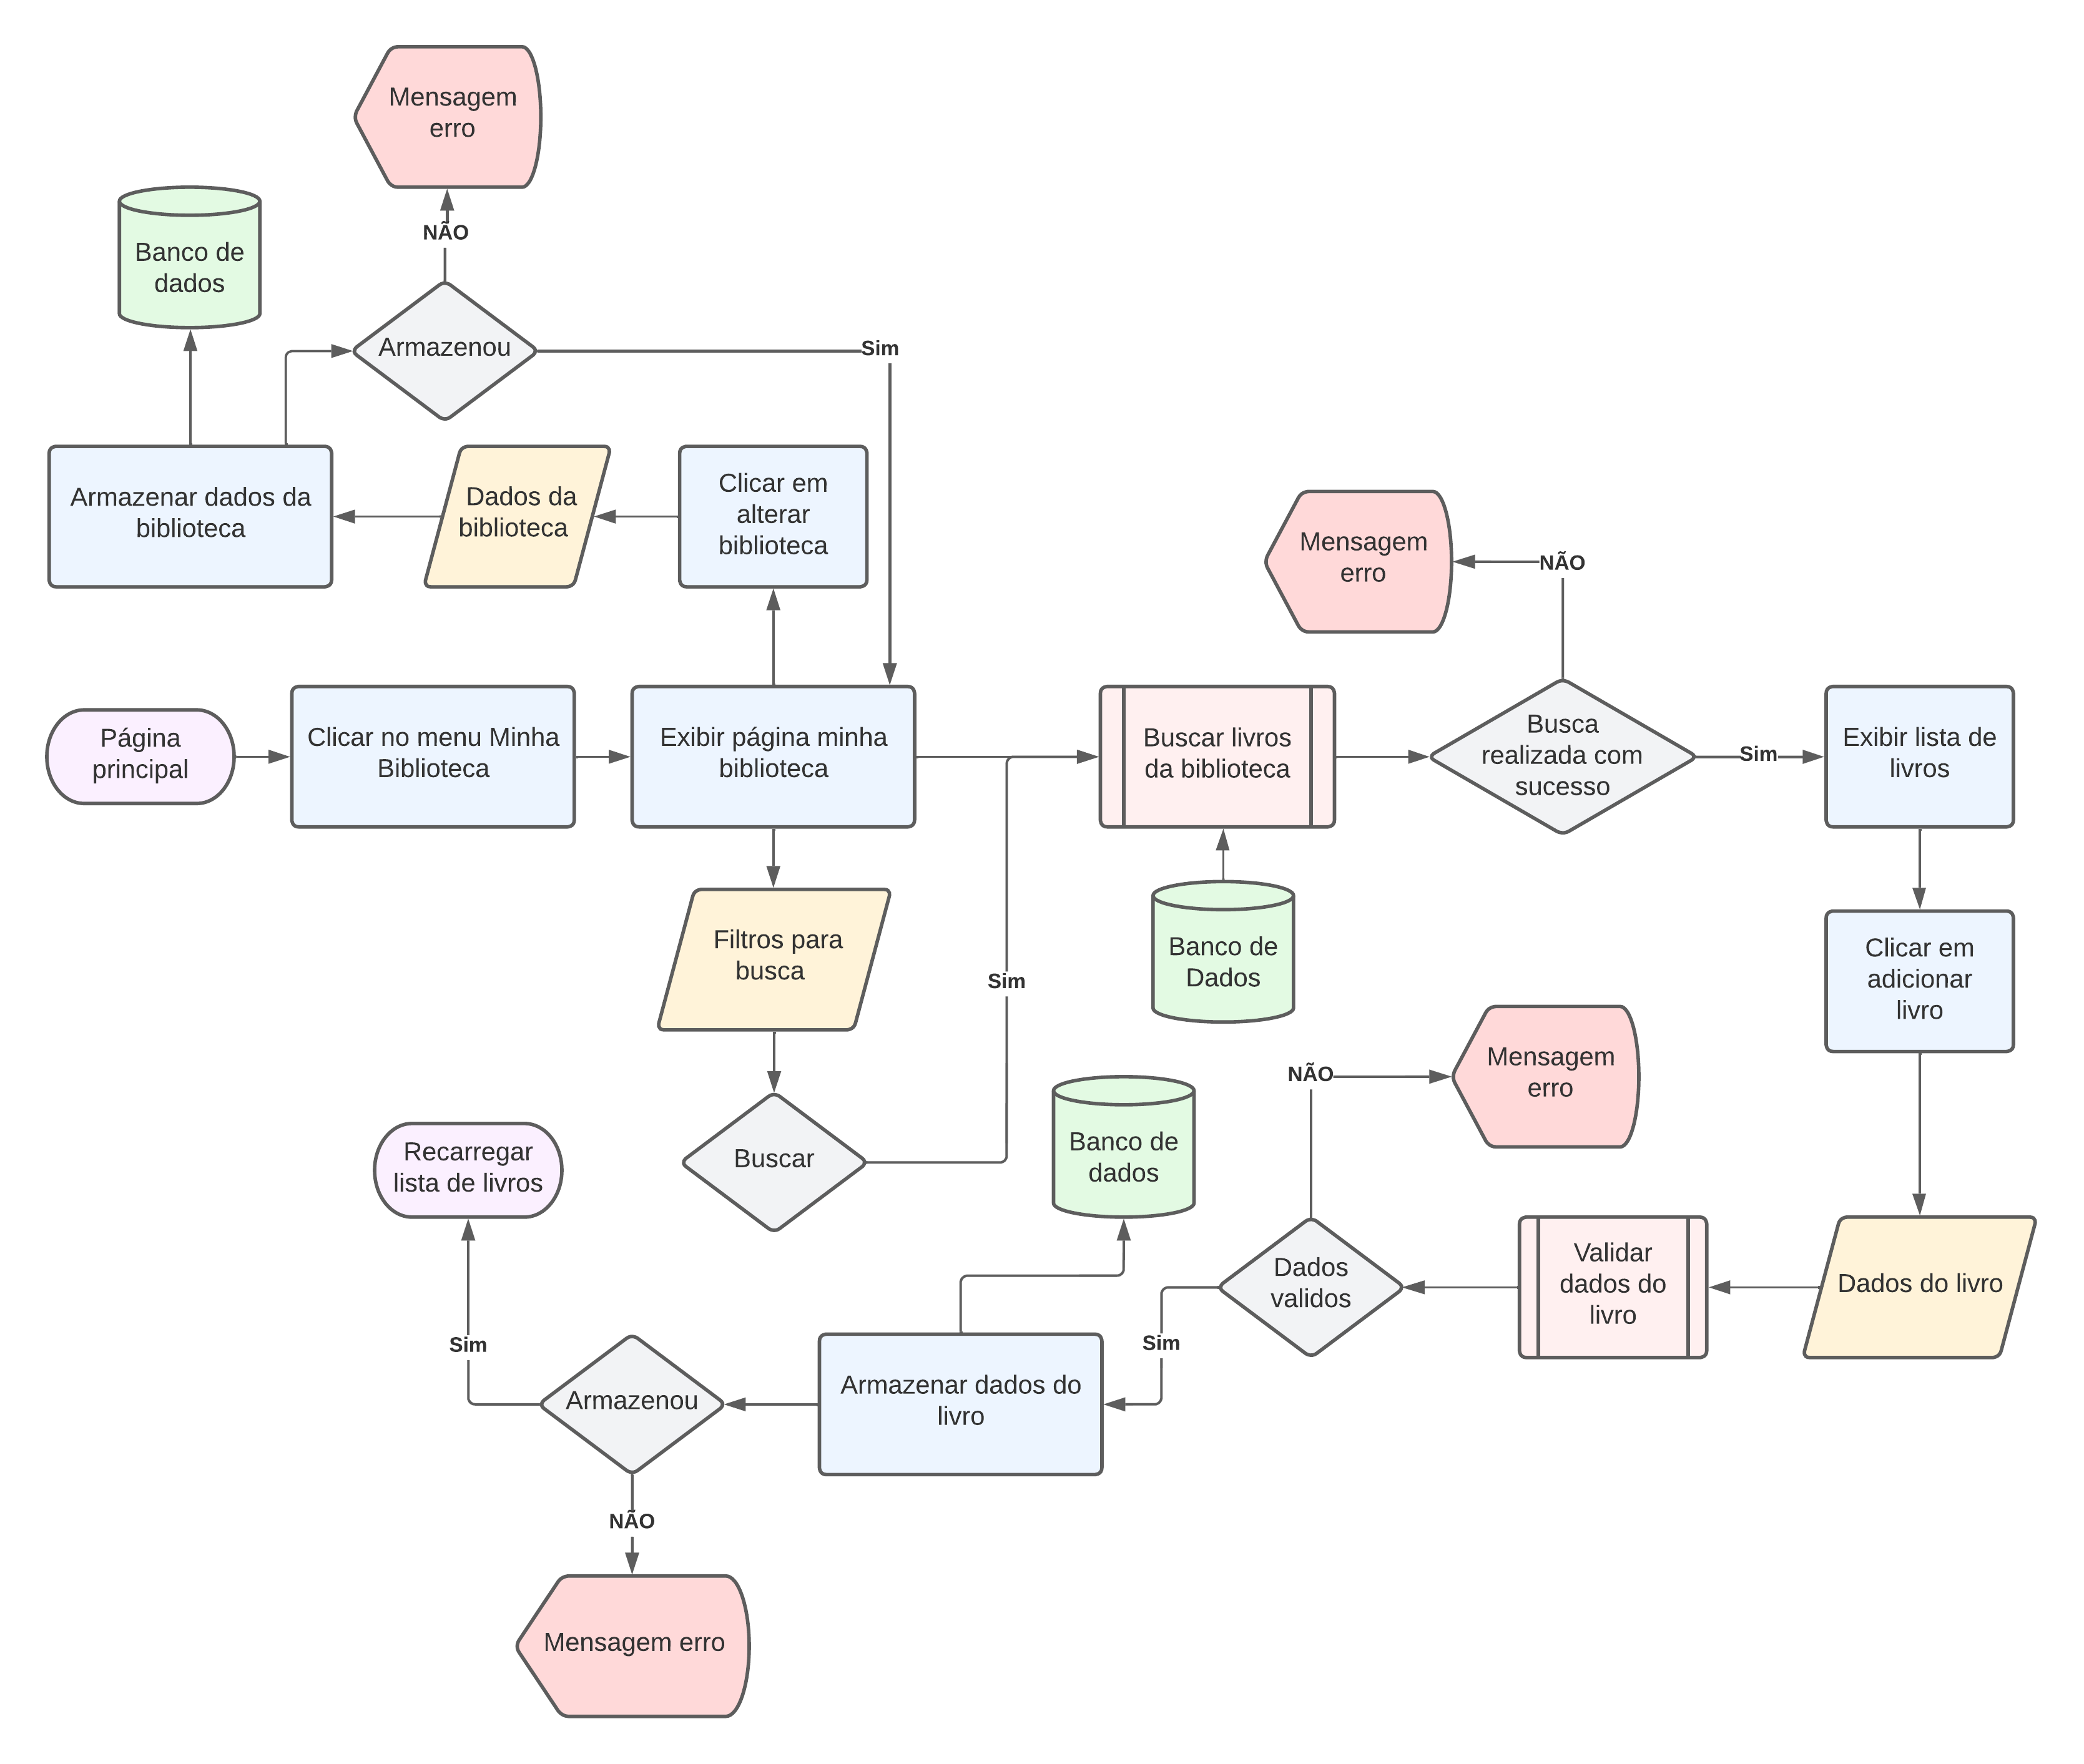 Mensagem
erro
NÃO
Banco de
dados
Armazenou
Sim
Armazenar dados da
biblioteca
Dados da
biblioteca
Clicar em
alterar
biblioteca
Mensagem
erro
NÃO
Página
principal
Clicar no menu Minha
Biblioteca
Exibir página minha
biblioteca
Buscar livros
da biblioteca
Busca
realizada com
sucesso
Sim
Exibir lista de
livros
Filtros para
busca
Sim
Banco de
Dados
Clicar em
adicionar
livro
Buscar
Recarregar
lista de livros
Banco de
dados
NÃO
Mensagem
erro
Dados
validos
Validar
dados do
livro
Dados do livro
Sim
Sim
Armazenou
Armazenar dados do
livro
NÃO
Mensagem erro